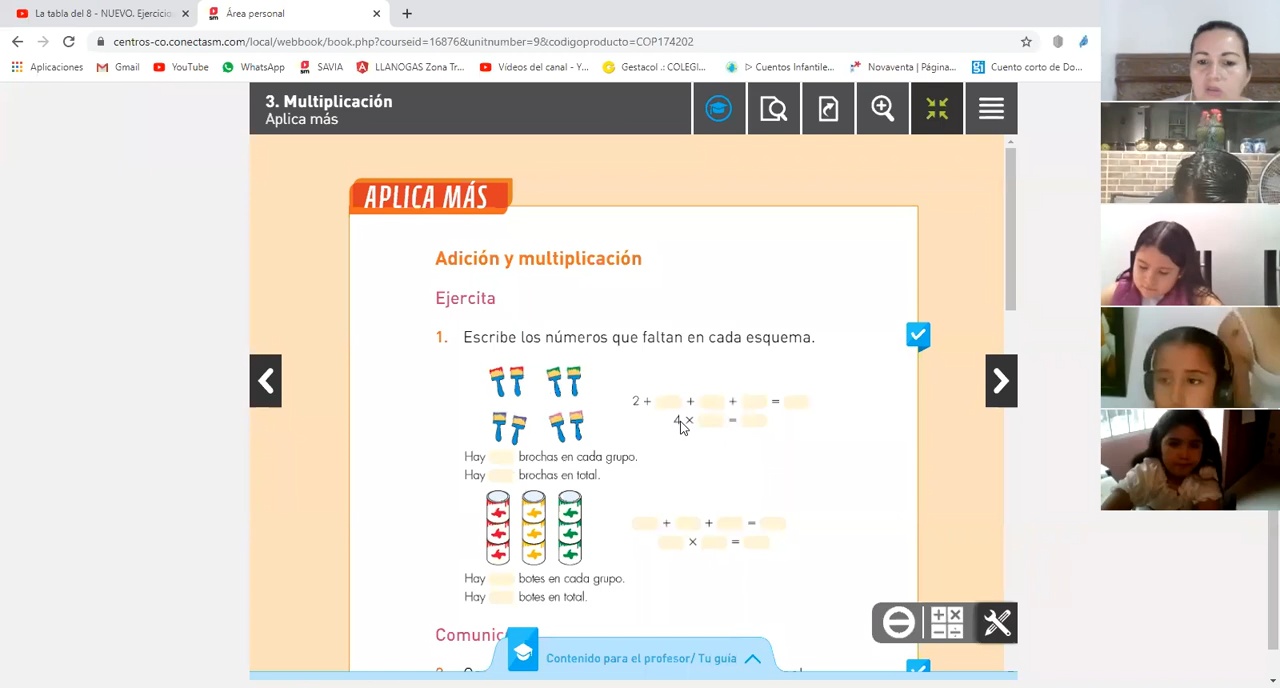 La tabla del 8 - NUEVO. Ejercicio
Área personal
centros-co.conectasm.com/local/webbook/book.php?courseid=16876&unitnumber=9&codigoproducto=COP174202
Aplicaciones
Gmail
YouTube
WhatsApp
SAVIA
LLANOGAS Zona Tr...
Videos del canal - Y...
Gestacol .: COLEGI...
Cuentos Infantile...
Novaventa | Págin...
Cuento corto de Do...
3. Multiplicación
Aplica más
APLICA MÁS
Adición y multiplicación
Ejercita
1. Escribe los números que faltan en cada esquema.
2 + + + =
4 × =
Hay brochas en cada grupo.
Hay brochas en total.
+ + =
× =
Hay botes en cada grupo.
Hay botes en total.
Comunic
Contenido para el profesor/ Tu guía